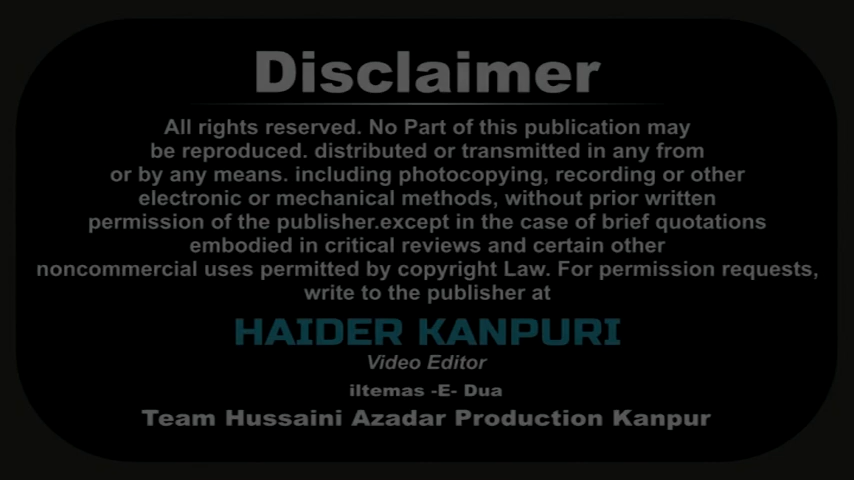 Disclaimer
All rights reserved. No Part of this publication may
be reproduced. distributed or transmitted in any from
or by any means. including photocopying, recording or other
electronic or mechanical methods, without prior written
permission of the publisher.except in the case of brief quotations
embodied in critical reviews and certain other
noncommercial uses permitted by copyright Law. For permission requests,
write to the publisher at
HAIDER KANPURI
Video Editor
iltemas -E- Dua
Team Hussaini Azadar Production Kanpur